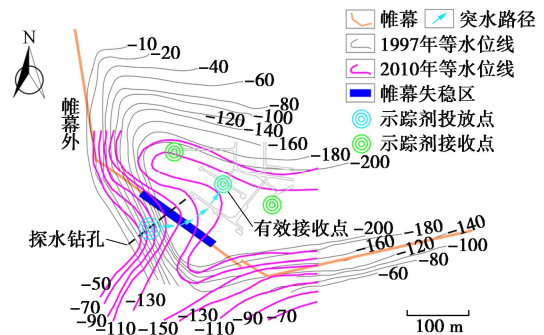 帷幕
突水路径
1997年等水位线
2010年等水位线
帷幕失稳区
示踪剂投放点
示踪剂接收点
N
帷幕外
-10
-20
-40
-60
-80
-100
-120
-140
-160
-180
-200
有效接收点
探水钻孔
-200
-180
-140
-160
-120
-100
-80
-60
-50
-70
-90
-110
-130
-150
-130
-110
-90
-70
100 m